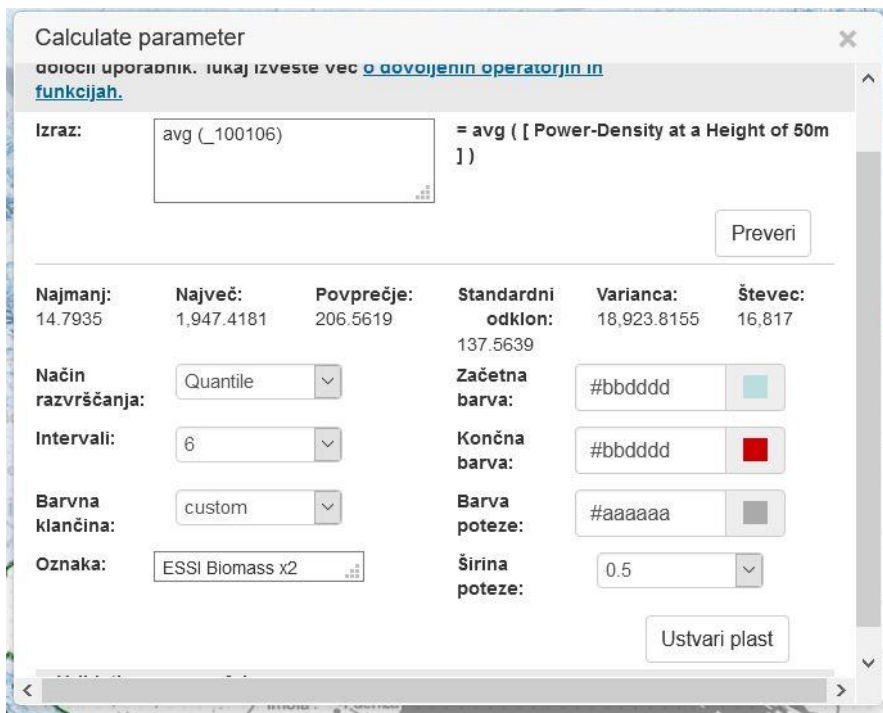 Calculate parameter
določil uporabnik. Tukaj izveste več o dovoljenih operatorjih in
funkcijah.
Izraz:
avg (_100106)
= avg ( [ Power-Density at a Height of 50m
] )
Preveri
Najmanj:
14.7935
Največ:
1,947.4181
Povprečje:
206.5619
Standardni
odklon:
137.5639
Varianca:
18,923.8155
Števec:
16,817
Način
razvrščanja:
Quantile
Začetna
barva:
#bbdddd
Intervali:
6
Končna
barva:
#bbdddd
Barvna
klančina:
custom
Barva
poteze:
#aaaaaa
Oznaka:
ESSI Biomass x2
Širina
poteze:
0.5
Ustvari plast